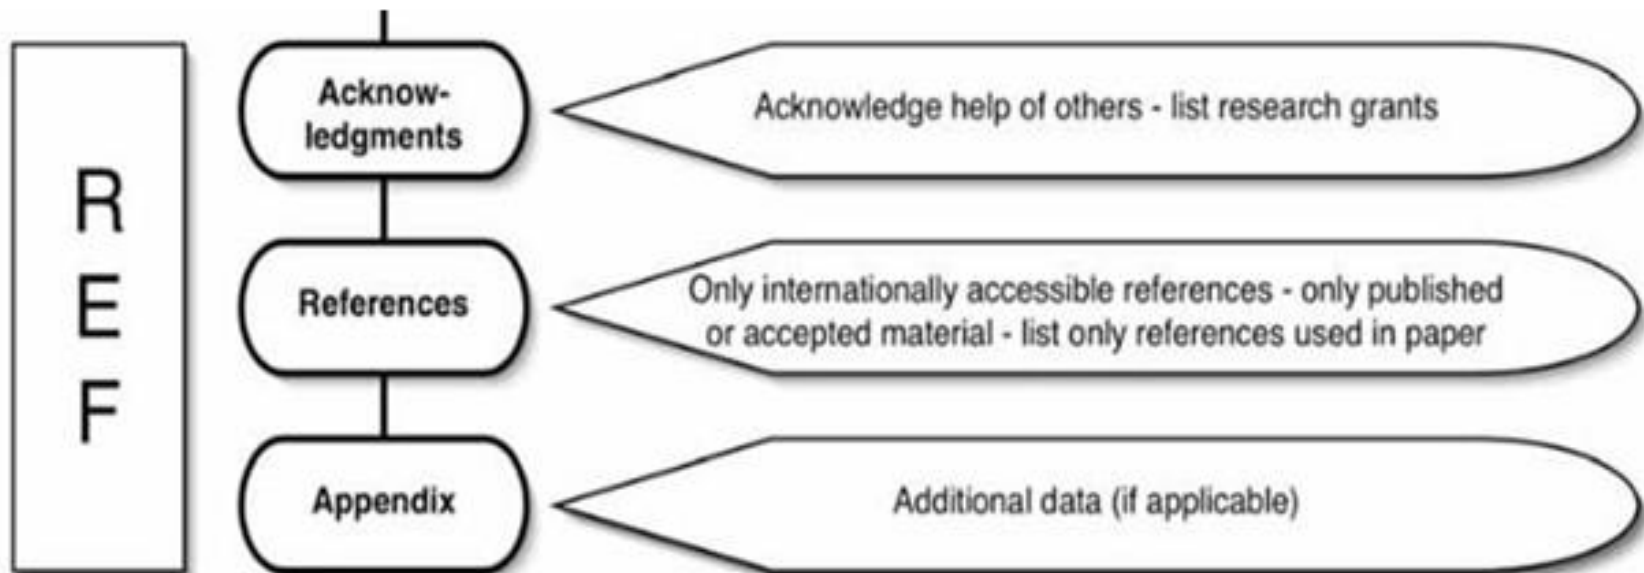 R
E
F
Acknow-
ledgments
Acknowledge help of others - list research grants
References
Only internationally accessible references - only published
or accepted material - list only references used in paper
Appendix
Additional data (if applicable)